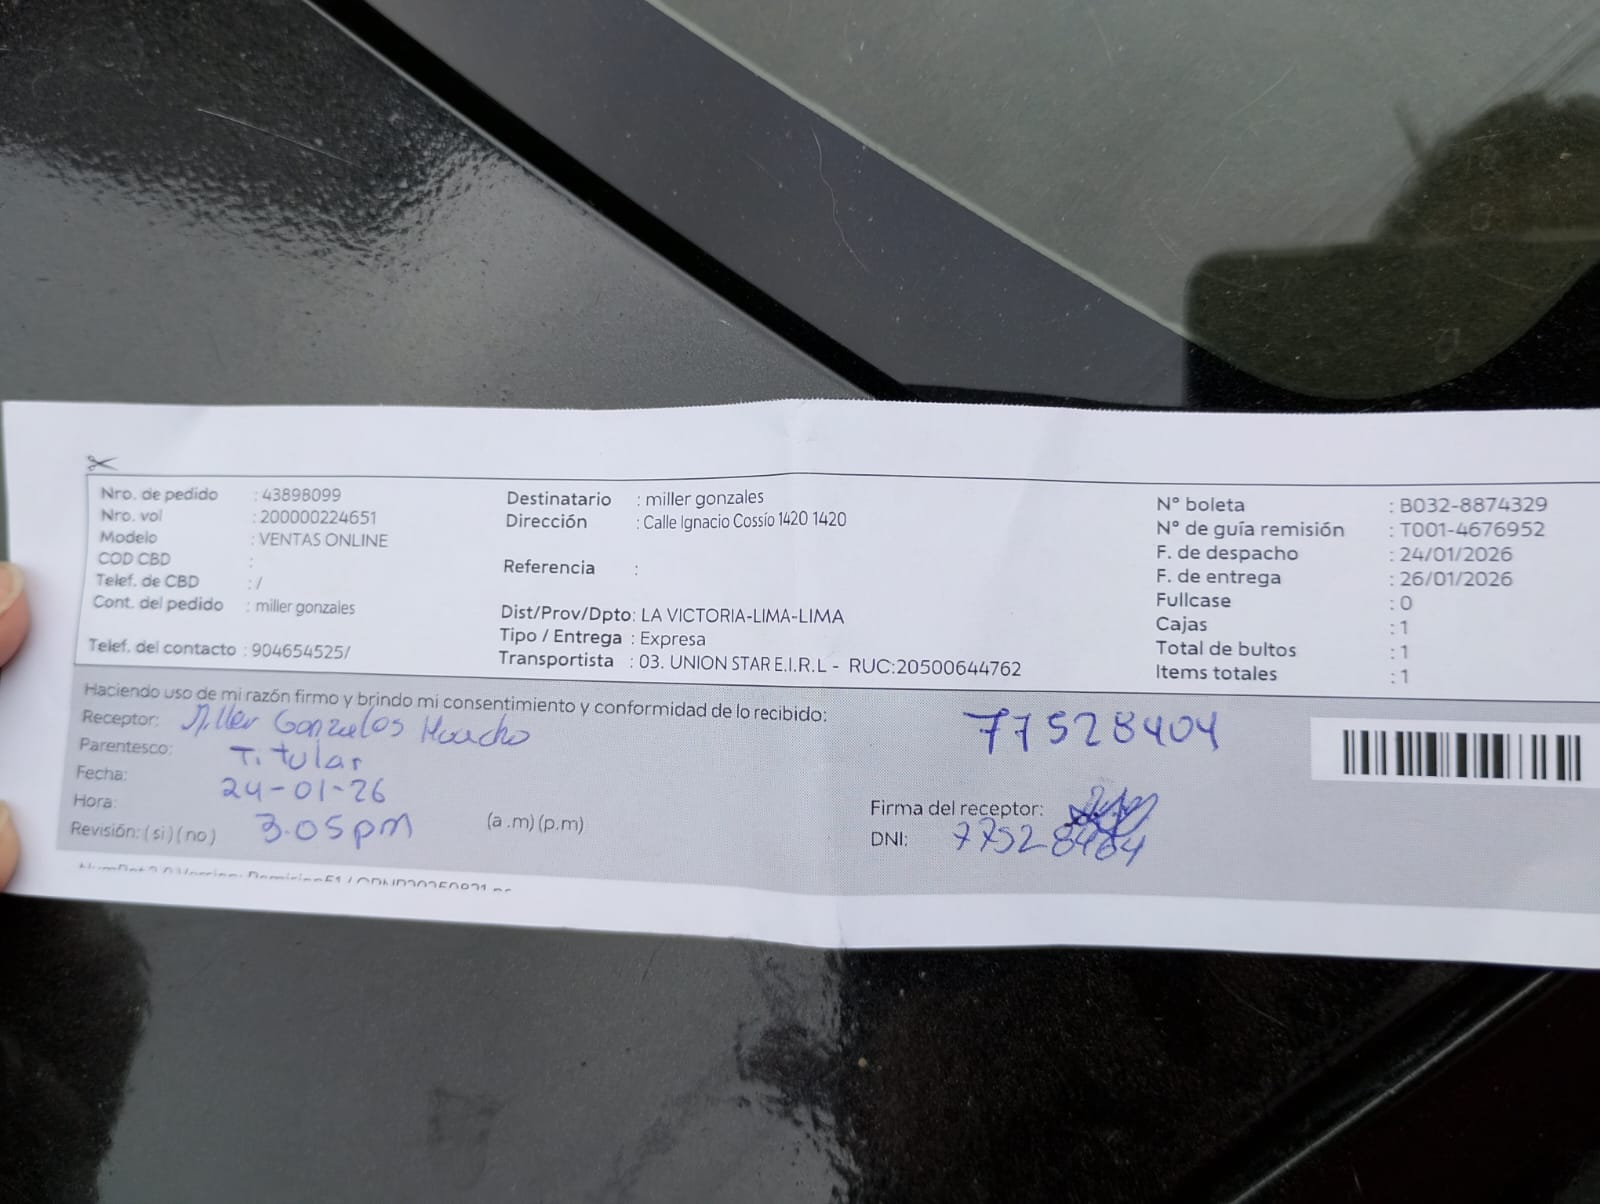 Nro. de pedido : 43898099
Nro. vol : 200000224651
Modelo : VENTAS ONLINE
COD CBD :
Telef. de CBD : /
Cont. del pedido : miller gonzales
Telef. del contacto : 904654525/
Destinatario : miller gonzales
Dirección : Calle Ignacio Cossío 1420 1420
Referencia :
Dist/Prov/Dpto: LA VICTORIA-LIMA-LIMA
Tipo / Entrega : Expresa
Transportista : 03. UNION STAR E.I.R.L - RUC:20500644762
N° boleta : B032-8874329
N° de guía remisión : T001-4676952
F. de despacho : 24/01/2026
F. de entrega : 26/01/2026
Fullcase : 0
Cajas : 1
Total de bultos : 1
Items totales : 1
Haciendo uso de mi razón firmo y brindo mi consentimiento y conformidad de lo recibido:
Receptor: Miller Gonzalos
Parentesco: Titular
Fecha: 24-01-26
Hora: 3.05pm (a.m) (p.m)
Revisión: (si) (no)
77528404
Firma del receptor:
DNI: 77528404